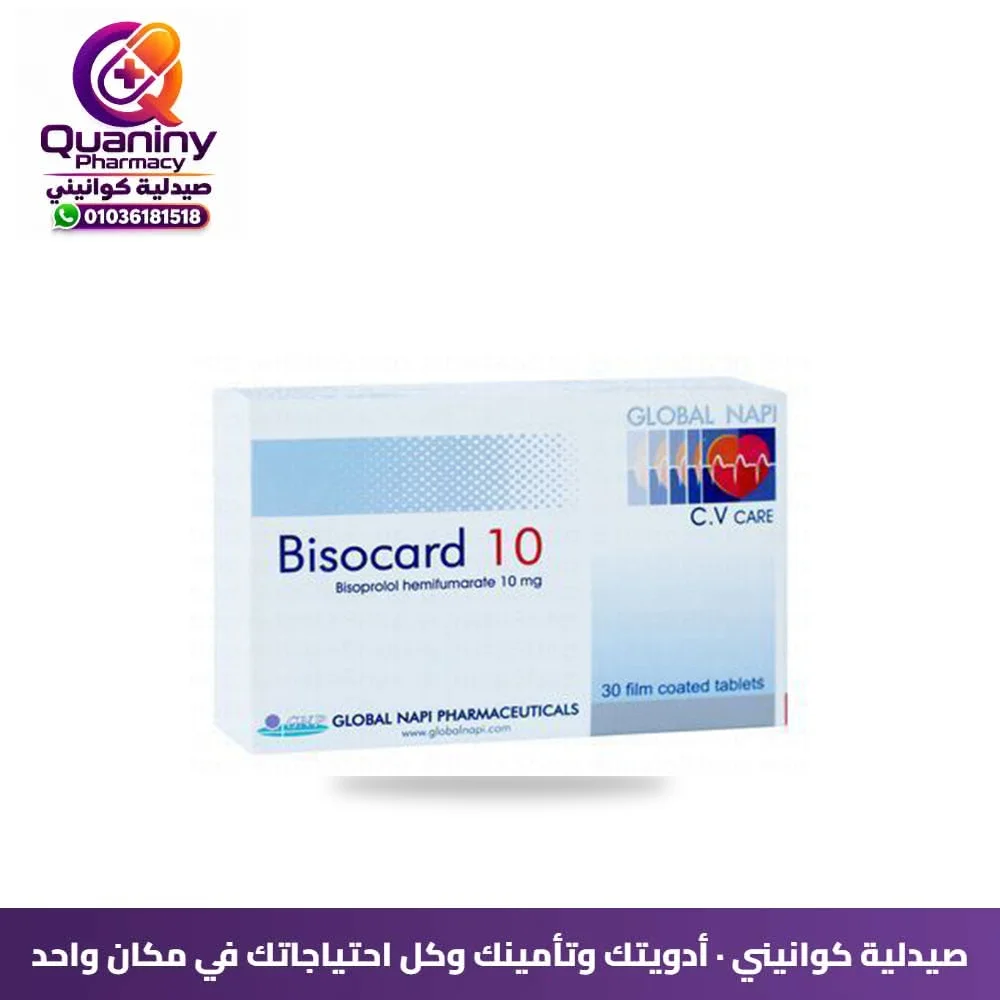 Quaniny
Pharmacy
صيدلية كوانيني
01036181518
GLOBAL NAPI
C.V CARE
Bisocard 10
Bisoprolol hemifumarate 10 mg
30 film coated tablets
GNP GLOBAL NAPI PHARMACEUTICALS
www.globalnapi.com
صيدلية كوانيني · أدويتك وتأمينك وكل احتياجاتك في مكان واحد